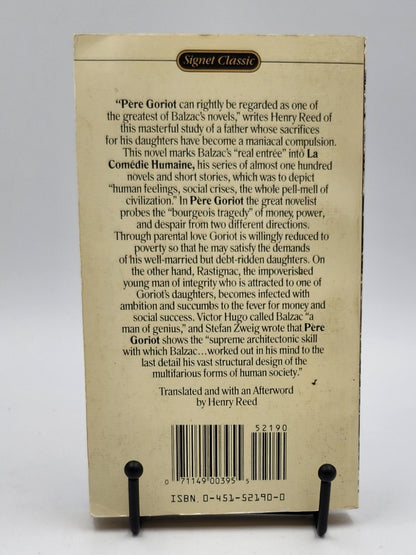 Signet Classic
"Père Goriot can rightly be regarded as one of
the greatest of Balzac's novels," writes Henry Reed of
this masterful study of a father whose sacrifices
for his daughters have become a maniacal compulsion.
This novel marks Balzac's "real entrée" into La
Comédie Humaine, his series of almost one hundred
novels and short stories, which was to depict
"human feelings, social crises, the whole pell-mell of
civilization." In Père Goriot the great novelist
probes the "bourgeois tragedy" of money, power,
and despair from two different directions.
Through parental love Goriot is willingly reduced to
poverty so that he may satisfy the demands
of his well-married but debt-ridden daughters. On
the other hand, Rastignac, the impoverished
young man of integrity who is attracted to one of
Goriot's daughters, becomes infected with
ambition and succumbs to the fever for money and
social success. Victor Hugo called Balzac "a
man of genius," and Stefan Zweig wrote that Père
Goriot shows the "supreme architectonic skill
with which Balzac...worked out in his mind to the
last detail his vast structural design of the
multifarious forms of human society."
Translated and with an Afterword
by Henry Reed
52190
0 71149 00395 5
ISBN 0-451-52190-0